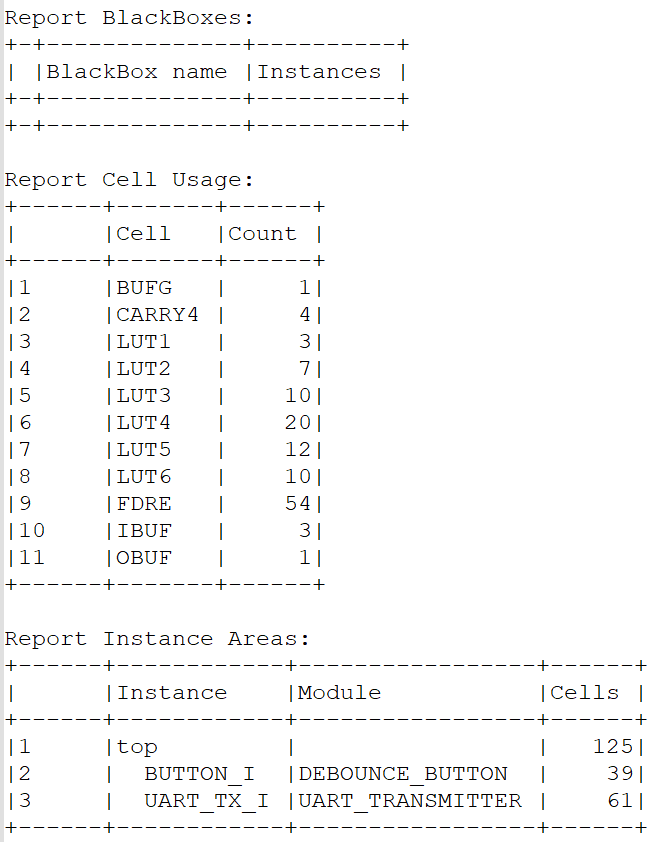 Report BlackBoxes:
+-+--------------+----------+
| |BlackBox name |Instances |
+-+--------------+----------+
+-+--------------+----------+
Report Cell Usage:
+------+-------+------+
|      |Cell   |Count |
+------+-------+------+
|1     |BUFG   |     1|
|2     |CARRY4 |     4|
|3     |LUT1   |     3|
|4     |LUT2   |     7|
|5     |LUT3   |    10|
|6     |LUT4   |    20|
|7     |LUT5   |    12|
|8     |LUT6   |    10|
|9     |FDRE   |    54|
|10    |IBUF   |     3|
|11    |OBUF   |     1|
+------+-------+------+
Report Instance Areas:
+------+------------+-----------------+------+
|      |Instance    |Module           |Cells |
+------+------------+-----------------+------+
|1     |top         |                 |   125|
|2     |  BUTTON_I  |DEBOUNCE_BUTTON  |    39|
|3     |  UART_TX_I |UART_TRANSMITTER |    61|
+------+------------+-----------------+------+